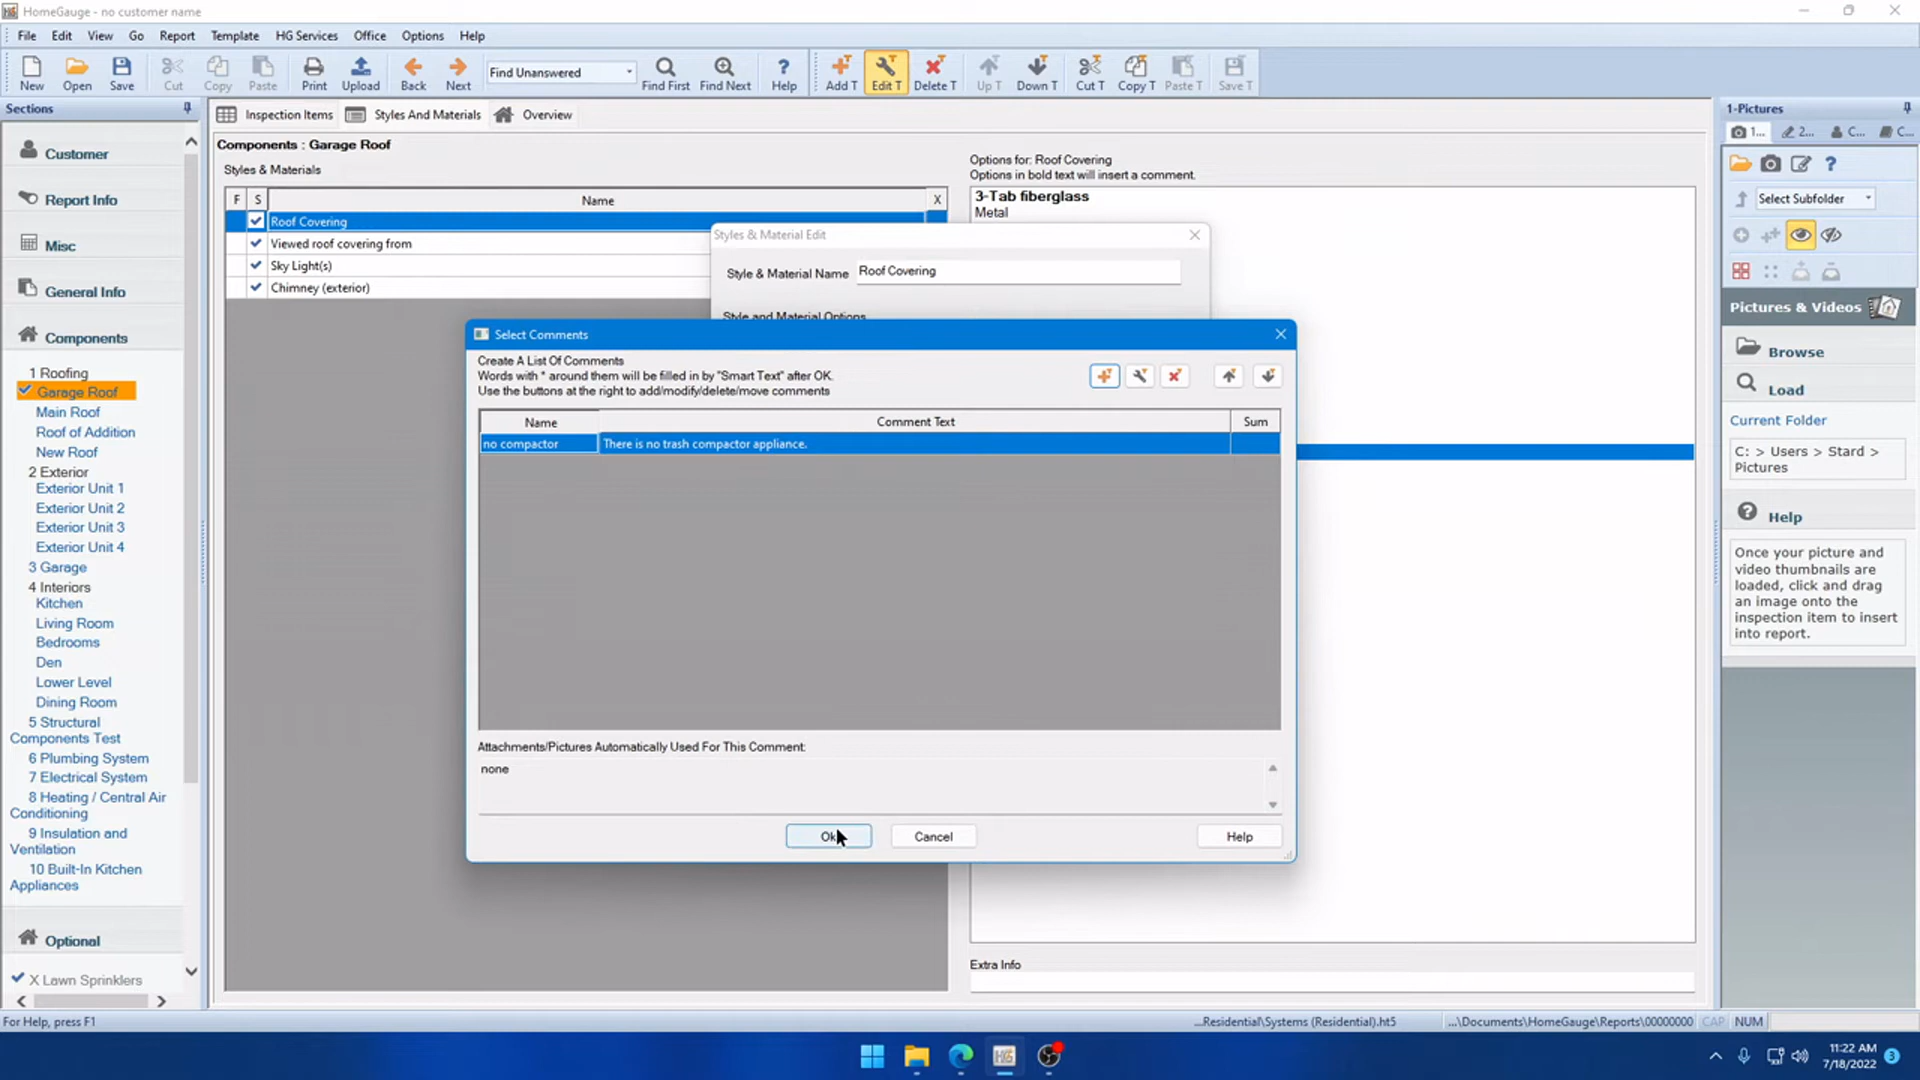 HomeGauge - no customer name
File Edit View Go Report Template HG Services Office Options Help
New Open Save Cut Copy Paste Print Upload Back Next Find Unanswered Find First Find Next Help Add T Edit T Delete T Up T Down T Cut T Copy T Paste T Save T
Sections
Customer
Report Info
Misc
General Info
Components
1 Roofing
Garage Roof
Main Roof
Roof of Addition
New Roof
2 Exterior
Exterior Unit 1
Exterior Unit 2
Exterior Unit 3
Exterior Unit 4
3 Garage
4 Interiors
Kitchen
Living Room
Bedrooms
Den
Lower Level
Dining Room
5 Structural
Components Test
6 Plumbing System
7 Electrical System
8 Heating / Central Air
Conditioning
9 Insulation and
Ventilation
10 Built-In Kitchen
Appliances
Optional
X Lawn Sprinklers
For Help, press F1
Inspection Items Styles And Materials Overview
Components : Garage Roof
Styles & Materials
F S Name X
Roof Covering
Viewed roof covering from
Sky Light(s)
Chimney (exterior)
Options for: Roof Covering
Options in bold text will insert a comment.
3-Tab fiberglass
Metal
Styles & Material Edit
Style & Material Name Roof Covering
Style and Material Options
Select Comments
Create A List Of Comments
Words with * around them will be filled in by "Smart Text" after OK.
Use the buttons at the right to add/modify/delete/move comments
Name Comment Text Sum
no compactor There is no trash compactor appliance.
Attachments/Pictures Automatically Used For This Comment:
none
Ok Cancel Help
Extra Info
1-Pictures
1... 2... C... C...
Select Subfolder
Pictures & Videos
Browse
Load
Current Folder
C: > Users > Stard >
Pictures
Help
Once your picture and
video thumbnails are
loaded, click and drag
an image onto the
inspection item to insert
into report.
...Residential\Systems (Residential).ht5 ...\Documents\HomeGauge\Reports\00000000 CAP NUM
HG
11:22 AM
7/18/2022
3